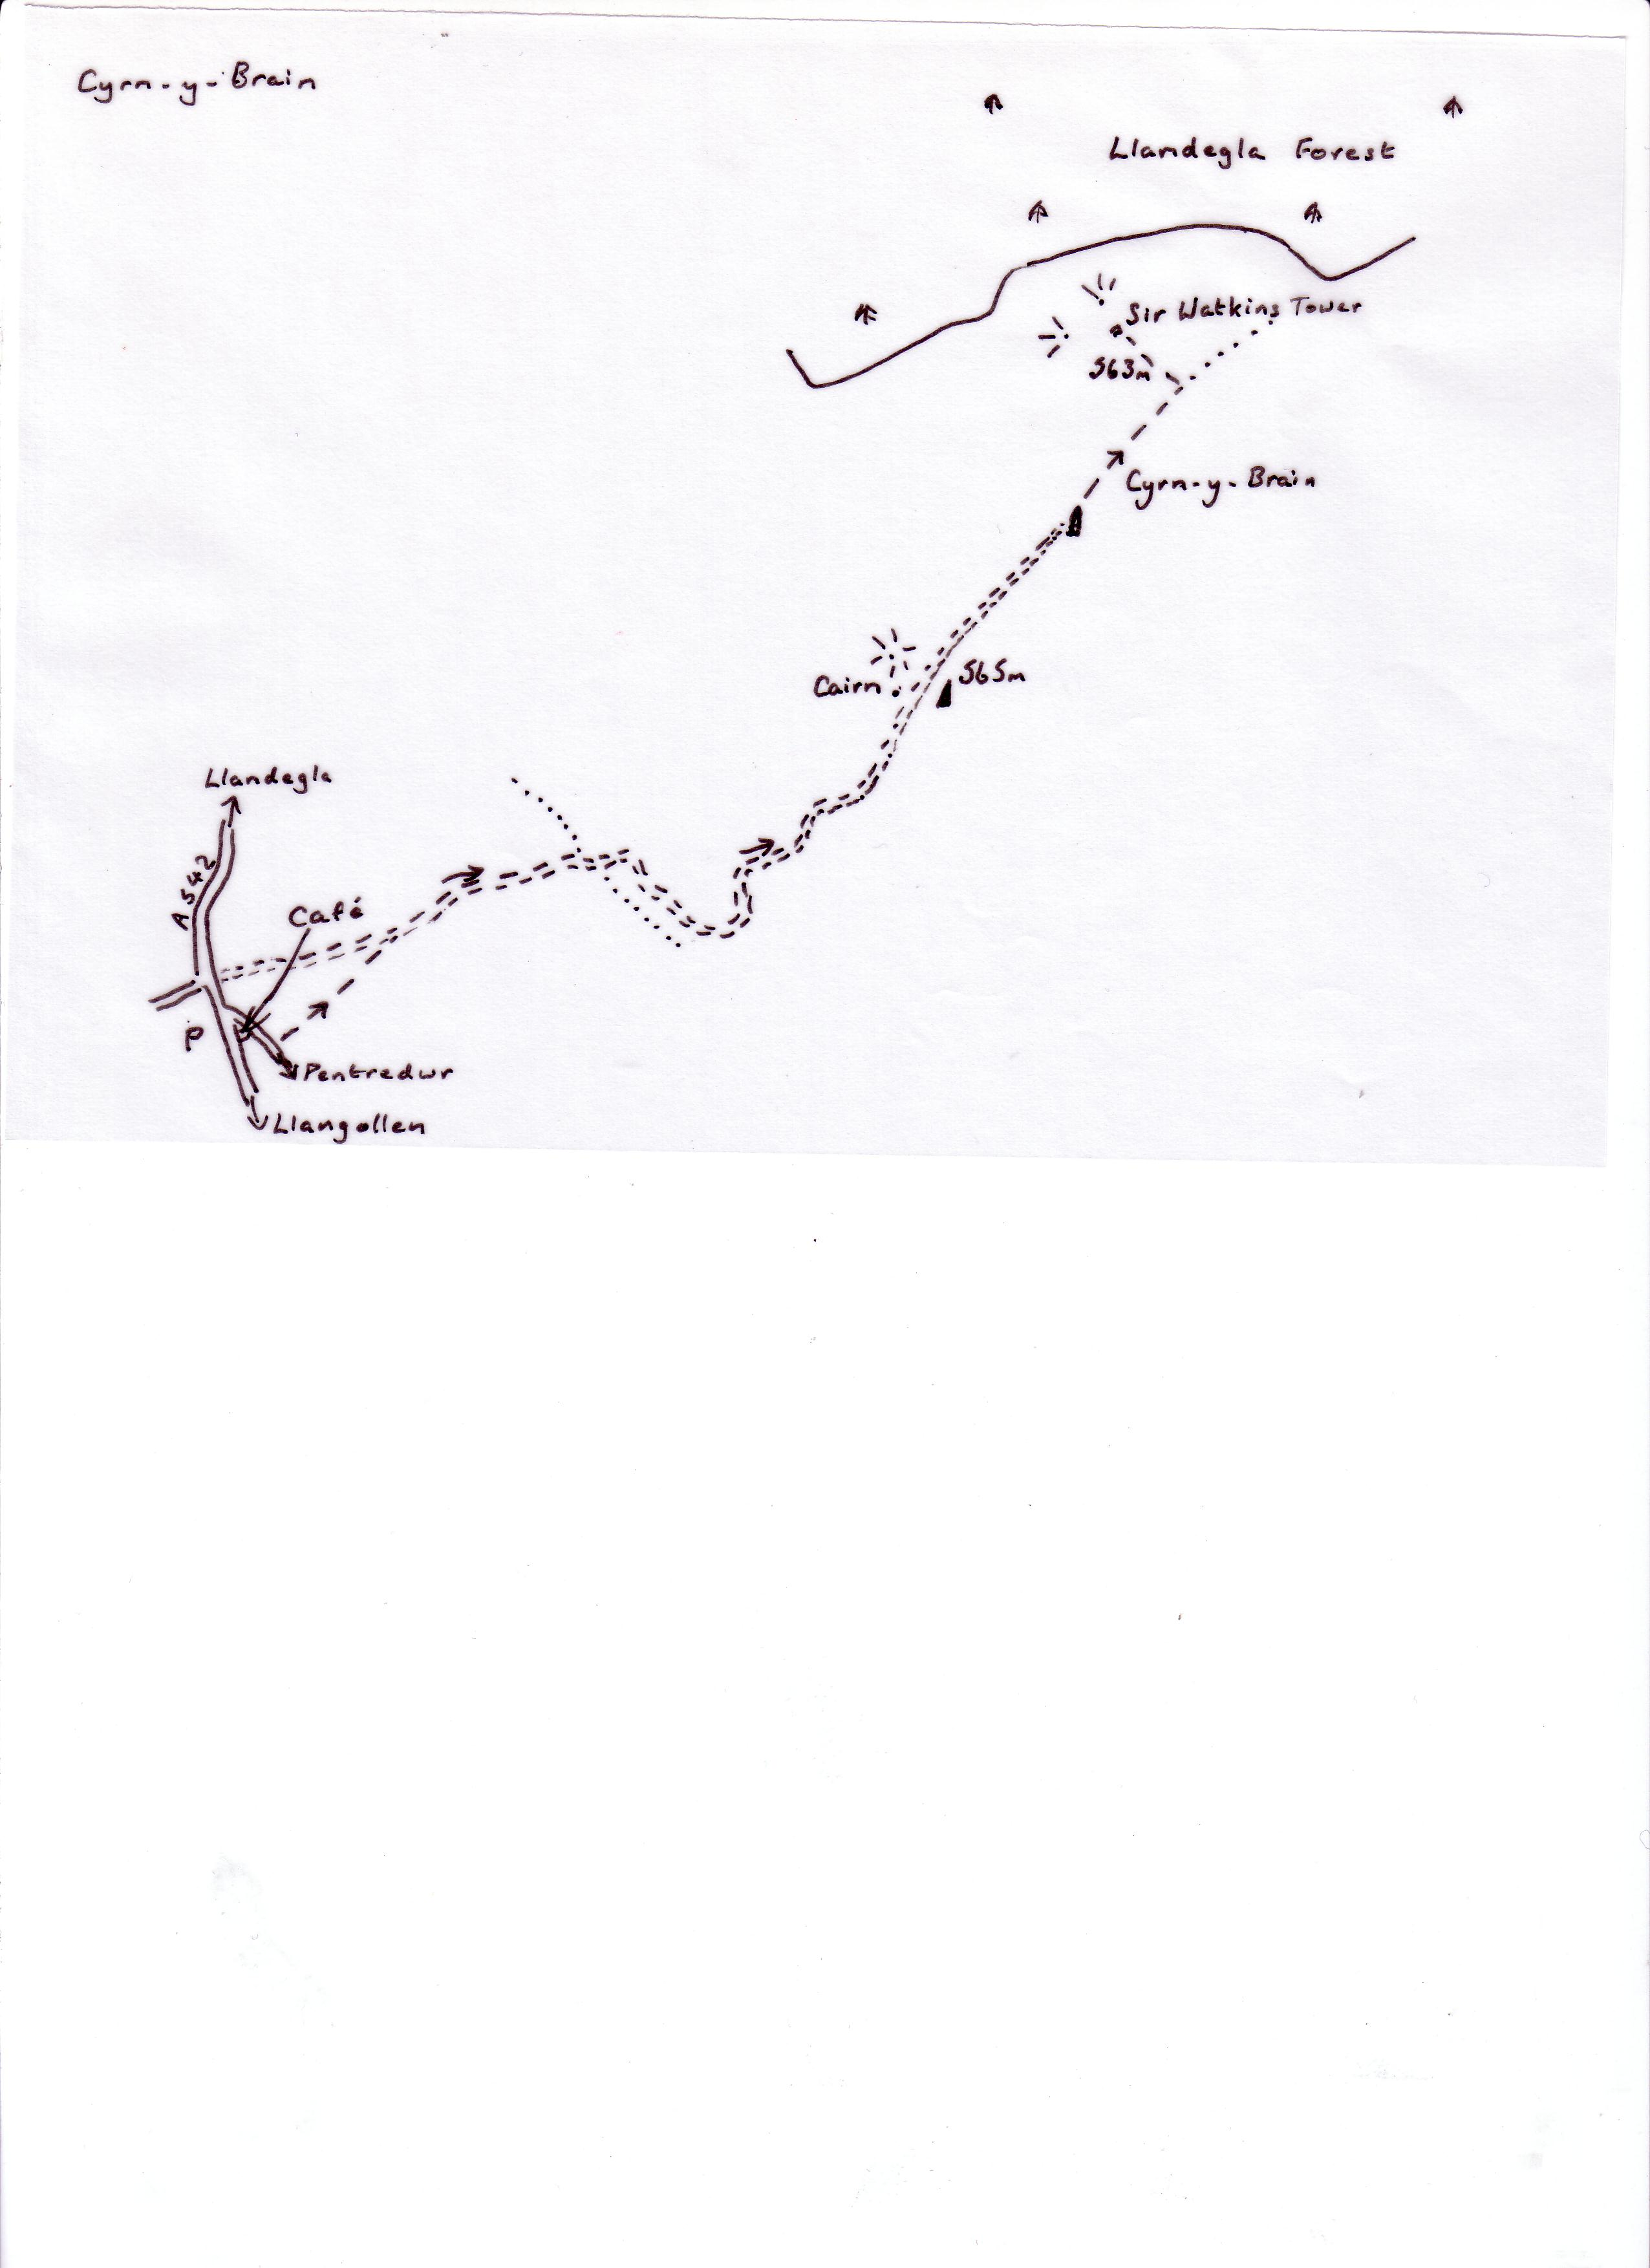 Cyrn-y-Brain
Llandegla Forest
Sir Watkins Tower
563m
Cyrn-y-Brain
565m
Cairn
Llandegla
A542
Café
P
Pentredwr
Llangollen